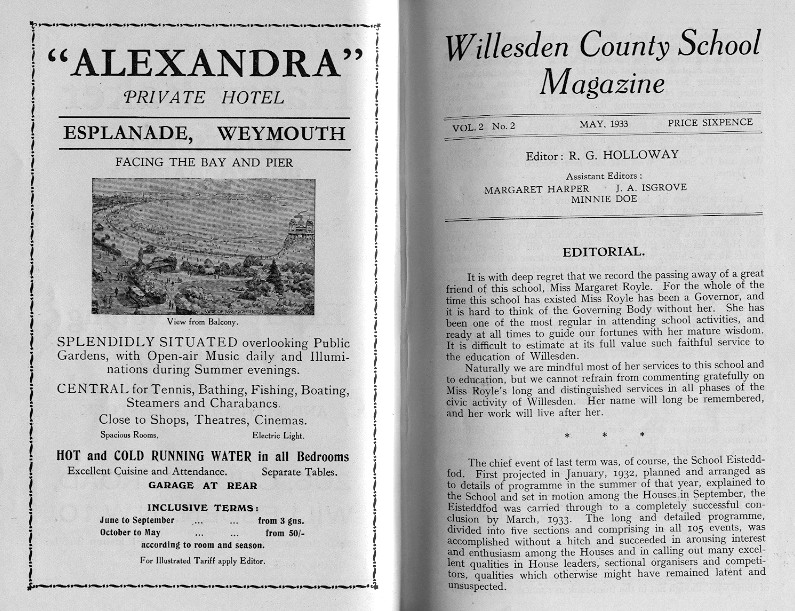 "ALEXANDRA"
PRIVATE HOTEL
ESPLANADE, WEYMOUTH
FACING THE BAY AND PIER
View from Balcony.
SPLENDIDLY SITUATED overlooking Public
Gardens, with Open-air Music daily and Illumi-
nations during Summer evenings.
CENTRAL for Tennis, Bathing, Fishing, Boating,
Steamers and Charabancs.
Close to Shops, Theatres, Cinemas.
Spacious Rooms. Electric Light.
HOT and COLD RUNNING WATER in all Bedrooms
Excellent Cuisine and Attendance. Separate Tables.
GARAGE AT REAR
INCLUSIVE TERMS:
June to September ... ... from 3 gns.
October to May ... ... from 50/-
according to room and season.
For Illustrated Tariff apply Editor.
Willesden County School
Magazine
VOL. 2 No. 2 MAY, 1933 PRICE SIXPENCE
Editor: R. G. HOLLOWAY
Assistant Editors:
MARGARET HARPER J. A. ISGROVE
MINNIE DOE
EDITORIAL.
It is with deep regret that we record the passing away of a great
friend of this school, Miss Margaret Royle. For the whole of the
time this school has existed Miss Royle has been a Governor, and
it is hard to think of the Governing Body without her. She has
been one of the most regular in attending school activities, and
ready at all times to guide our fortunes with her mature wisdom.
It is difficult to estimate at its full value such faithful service to
the education of Willesden.
Naturally we are mindful most of her services to this school and
to education, but we cannot refrain from commenting gratefully on
Miss Royle's long and distinguished services in all phases of the
civic activity of Willesden. Her name will long be remembered,
and her work will live after her.
* * *
The chief event of last term was, of course, the School Eistedd-
fod. First projected in January, 1932, planned and arranged as
to details of programme in the summer of that year, explained to
the School and set in motion among the Houses in September, the
Eisteddfod was carried through to a completely successful con-
clusion by March, 1933. The long and detailed programme,
divided into five sections and comprising in all 105 events, was
accomplished without a hitch and succeeded in arousing interest
and enthusiasm among the Houses and in calling out many excel-
lent qualities in House leaders, sectional organisers and competi-
tors, qualities which otherwise might have remained latent and
unsuspected.